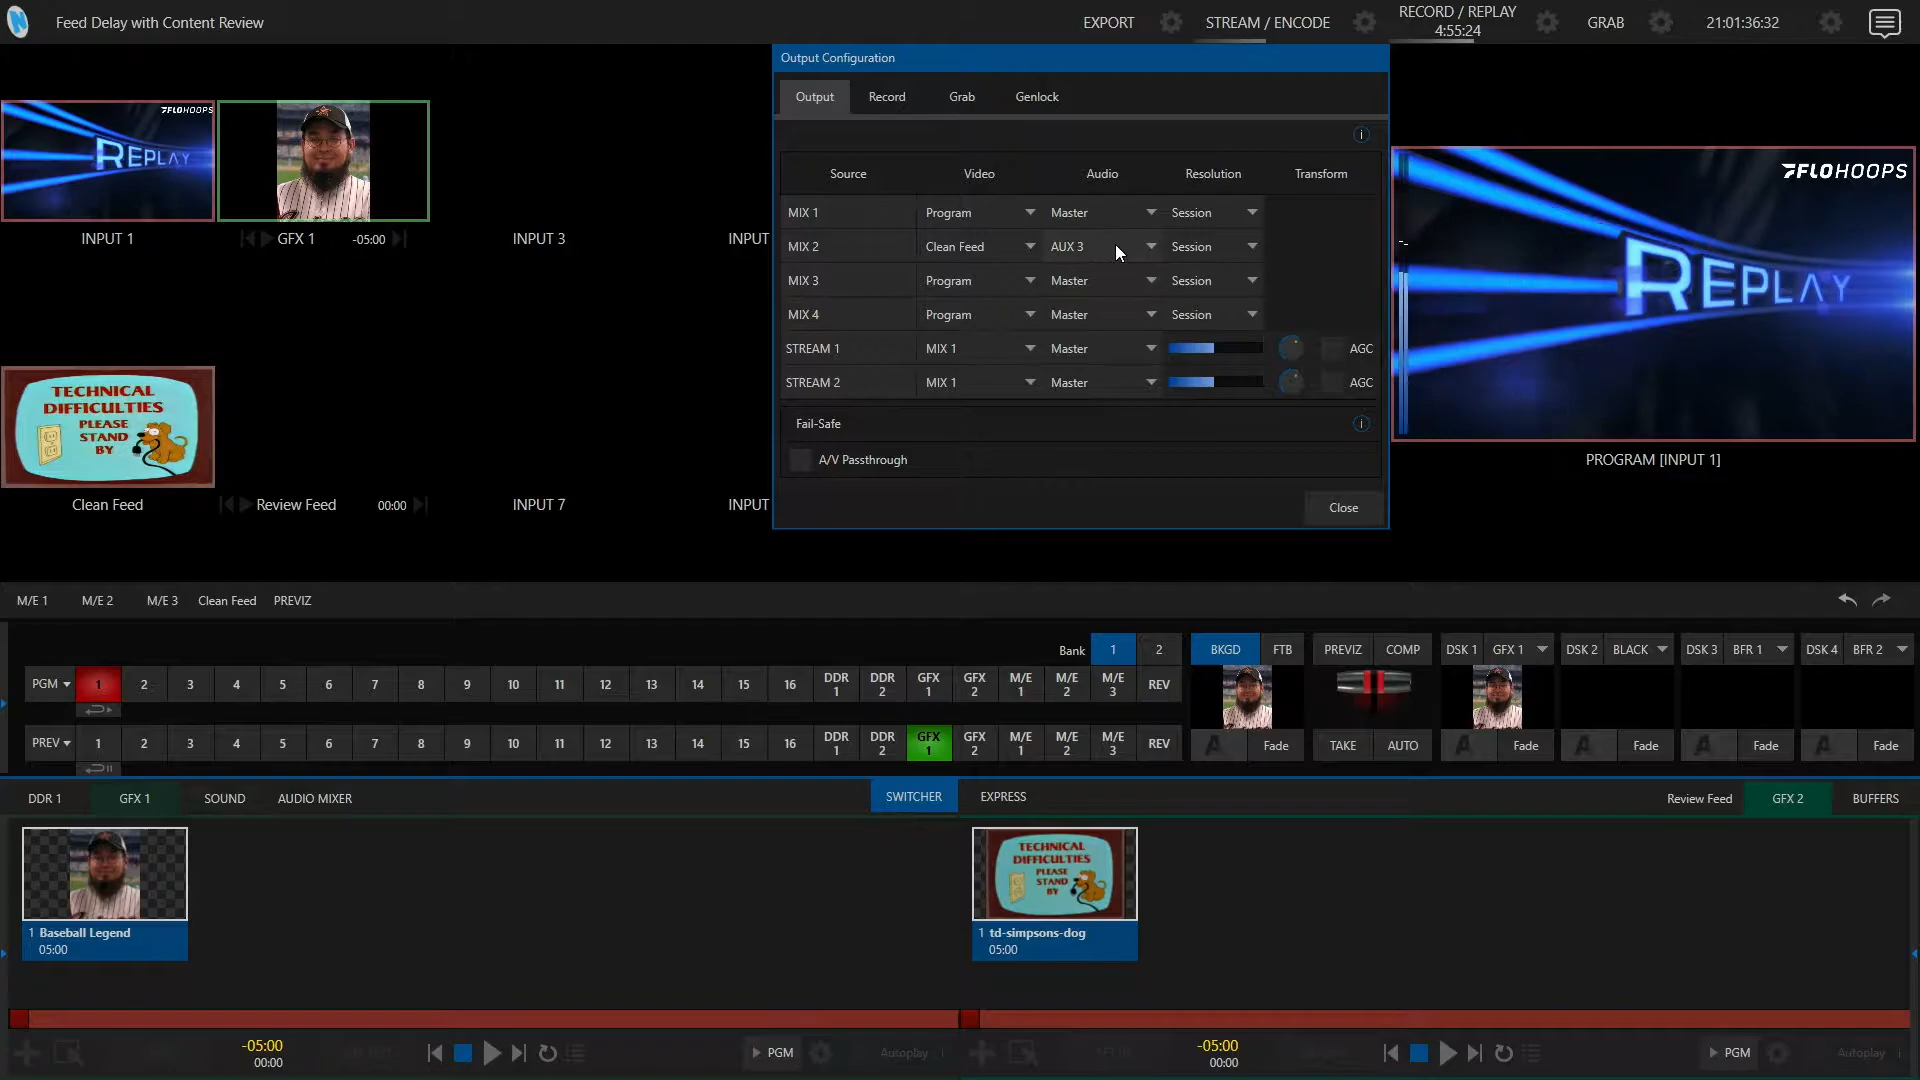 Feed Delay with Content Review
EXPORT
STREAM / ENCODE
RECORD / REPLAY
4:55:24
GRAB
21:01:36:32
Output Configuration
Output Record Grab Genlock
Source Video Audio Resolution Transform
MIX 1 Program Master Session
MIX 2 Clean Feed AUX 3 Session
MIX 3 Program Master Session
MIX 4 Program Master Session
STREAM 1 MIX 1 Master AGC
STREAM 2 MIX 1 Master AGC
Fail-Safe
A/V Passthrough
Close
FLOHOOPS
REPLAY
INPUT 1
GFX 1 -05:00
INPUT 3
INPUT
TECHNICAL
DIFFICULTIES
PLEASE
STAND
BY
Clean Feed
Review Feed 00:00
INPUT 7
INPUT
FLOHOOPS
REPLAY
PROGRAM [INPUT 1]
M/E 1 M/E 2 M/E 3 Clean Feed PREVIZ
Bank 1 2
PGM 1 2 3 4 5 6 7 8 9 10 11 12 13 14 15 16 DDR 1 DDR 2 GFX 1 GFX 2 M/E 1 M/E 2 M/E 3 REV
PREV 1 2 3 4 5 6 7 8 9 10 11 12 13 14 15 16 DDR 1 DDR 2 GFX 1 GFX 2 M/E 1 M/E 2 M/E 3 REV
BKGD FTB PREVIZ COMP DSK 1 GFX 1 DSK 2 BLACK DSK 3 BFR 1 DSK 4 BFR 2
Fade TAKE AUTO Fade Fade Fade Fade
DDR 1 GFX 1 SOUND AUDIO MIXER
SWITCHER EXPRESS
Review Feed GFX 2 BUFFERS
1 Baseball Legend
05:00
TECHNICAL
DIFFICULTIES
PLEASE
STAND
BY
1 td-simpsons-dog
05:00
-05:00
00:00
PGM
Autoplay
-05:00
00:00
PGM
Autoplay